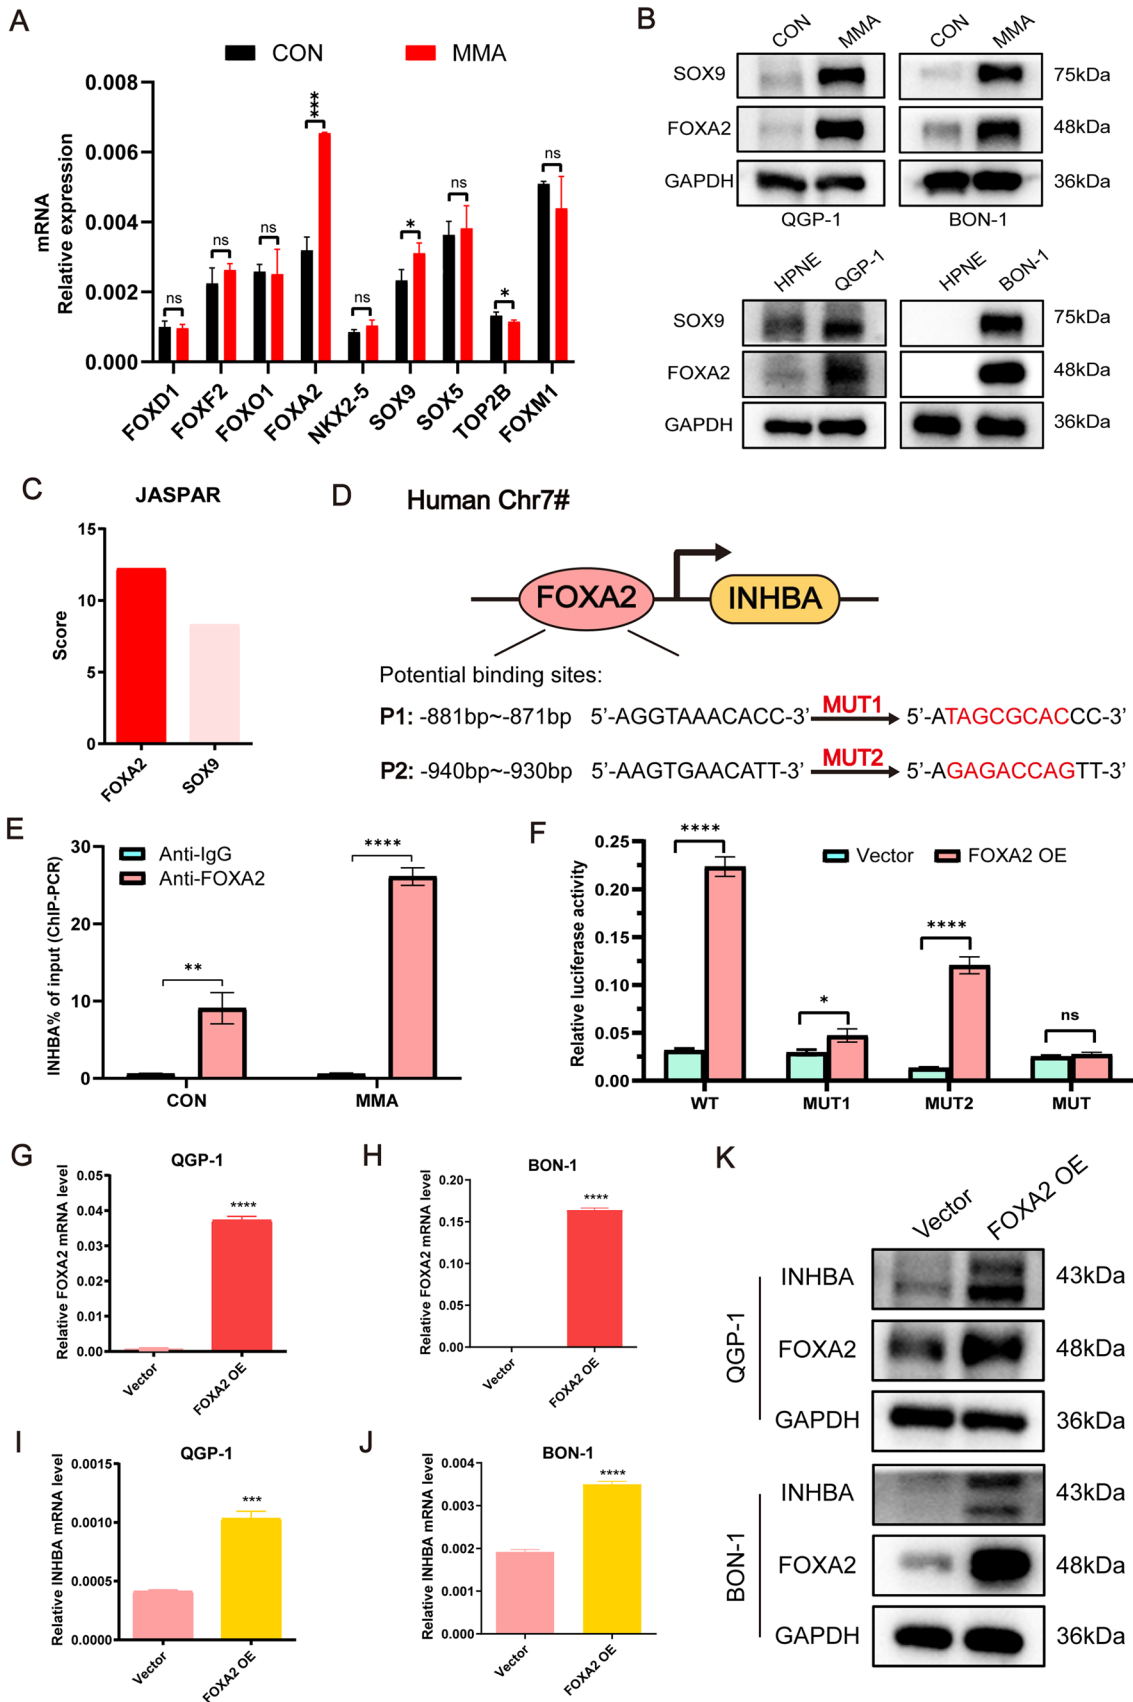 A
CON MMA
mRNA
Relative expression
0.008
0.006
0.004
0.002
0.000
ns ns ns *** ns * ns * ns
FOXD1 FOXF2 FOXO1 FOXA2 NKX2-5 SOX9 SOX5 TOP2B FOXM1
B
CON MMA CON MMA
SOX9 75kDa
FOXA2 48kDa
GAPDH 36kDa
QGP-1 BON-1
HPNE QGP-1 HPNE BON-1
SOX9 75kDa
FOXA2 48kDa
GAPDH 36kDa
C
JASPAR
Score
15
10
5
0
FOXA2 SOX9
D
Human Chr7#
FOXA2 INHBA
Potential binding sites:
P1: -881bp~-871bp 5’-AGGTAAACACC-3’ MUT1 5’-ATAGCGCACCC-3’
P2: -940bp~-930bp 5’-AAGTGAACATT-3’ MUT2 5’-AGAGACCAGTT-3’
E
Anti-IgG
Anti-FOXA2
INHBA% of input (ChIP-PCR)
30
20
10
0
** ****
CON MMA
F
Vector FOXA2 OE
Relative luciferase activity
0.25
0.20
0.15
0.10
0.05
0.00
**** * **** ns
WT MUT1 MUT2 MUT
G
QGP-1
Relative FOXA2 mRNA level
0.05
0.04
0.03
0.02
0.01
0.00
****
Vector FOXA2 OE
H
BON-1
Relative FOXA2 mRNA level
0.20
0.15
0.10
0.05
0.00
****
Vector FOXA2 OE
I
QGP-1
Relative INHBA mRNA level
0.0015
0.0010
0.0005
0.0000
***
Vector FOXA2 OE
J
BON-1
Relative INHBA mRNA level
0.004
0.003
0.002
0.001
0.000
****
Vector FOXA2 OE
K
Vector FOXA2 OE
QGP-1
INHBA 43kDa
FOXA2 48kDa
GAPDH 36kDa
BON-1
INHBA 43kDa
FOXA2 48kDa
GAPDH 36kDa